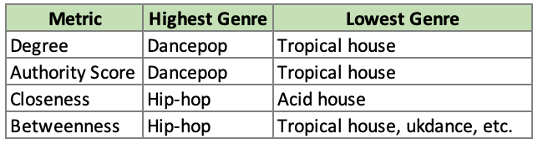 Metric Highest Genre Lowest Genre
Degree Dancepop Tropical house
Authority Score Dancepop Tropical house
Closeness Hip-hop Acid house
Betweenness Hip-hop Tropical house, ukdance, etc.